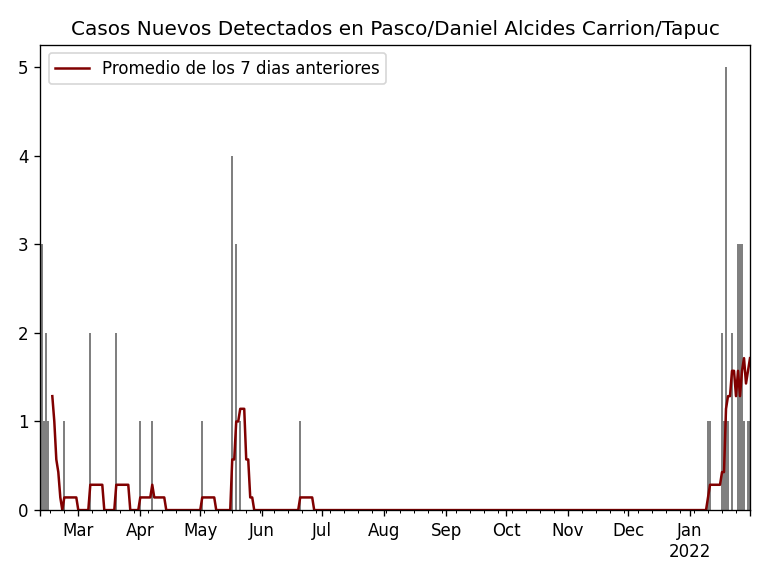 Casos Nuevos Detectados en Pasco/Daniel Alcides Carrion/Tapuc
Promedio de los 7 dias anteriores
5
4
3
2
1
0
Mar Apr May Jun Jul Aug Sep Oct Nov Dec Jan
2022